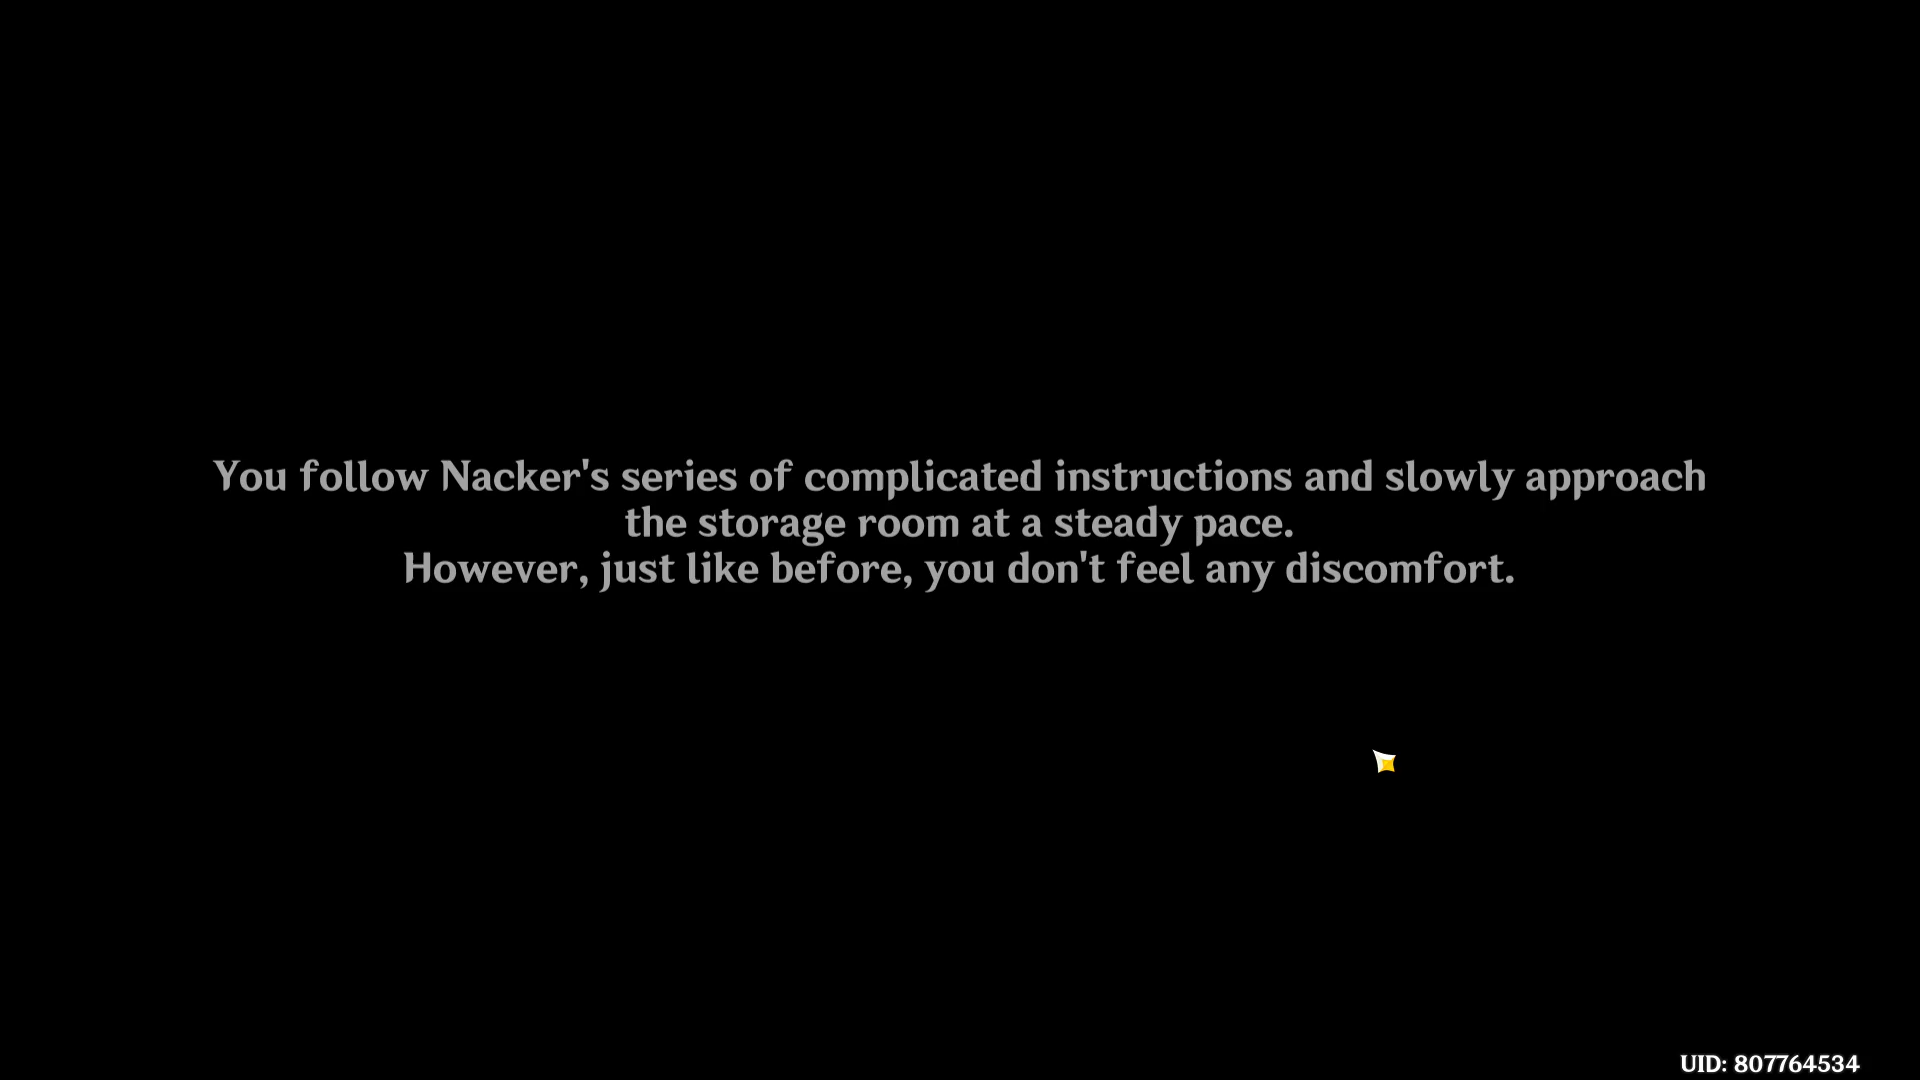 You follow Nacker's series of complicated instructions and slowly approach
the storage room at a steady pace.
However, just like before, you don't feel any discomfort.
UID: 807764534